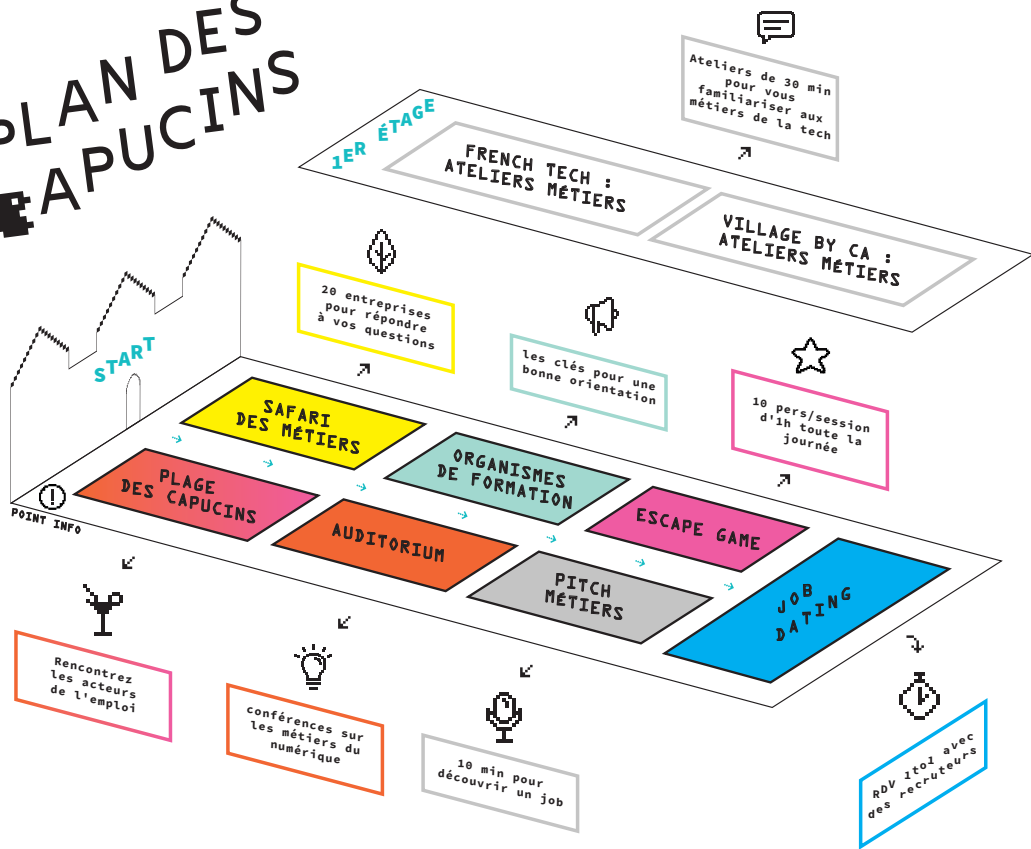 PLAN DES
CAPUCINS
1ER ÉTAGE
Ateliers de 30 min
pour vous
familiariser aux
métiers de la tech
FRENCH TECH :
ATELIERS MÉTIERS
VILLAGE BY CA :
ATELIERS MÉTIERS
START
20 entreprises
pour répondre
à vos questions
les clés pour une
bonne orientation
10 pers/session
d'1h toute la
journée
SAFARI
DES MÉTIERS
ORGANISMES
DE FORMATION
ESCAPE GAME
PLAGE
DES CAPUCINS
AUDITORIUM
PITCH
MÉTIERS
JOB
DATING
POINT INFO
Rencontrez
les acteurs
de l'emploi
conférences sur
les métiers du
numérique
10 min pour
découvrir un job
RDV 1to1 avec
des recruteurs